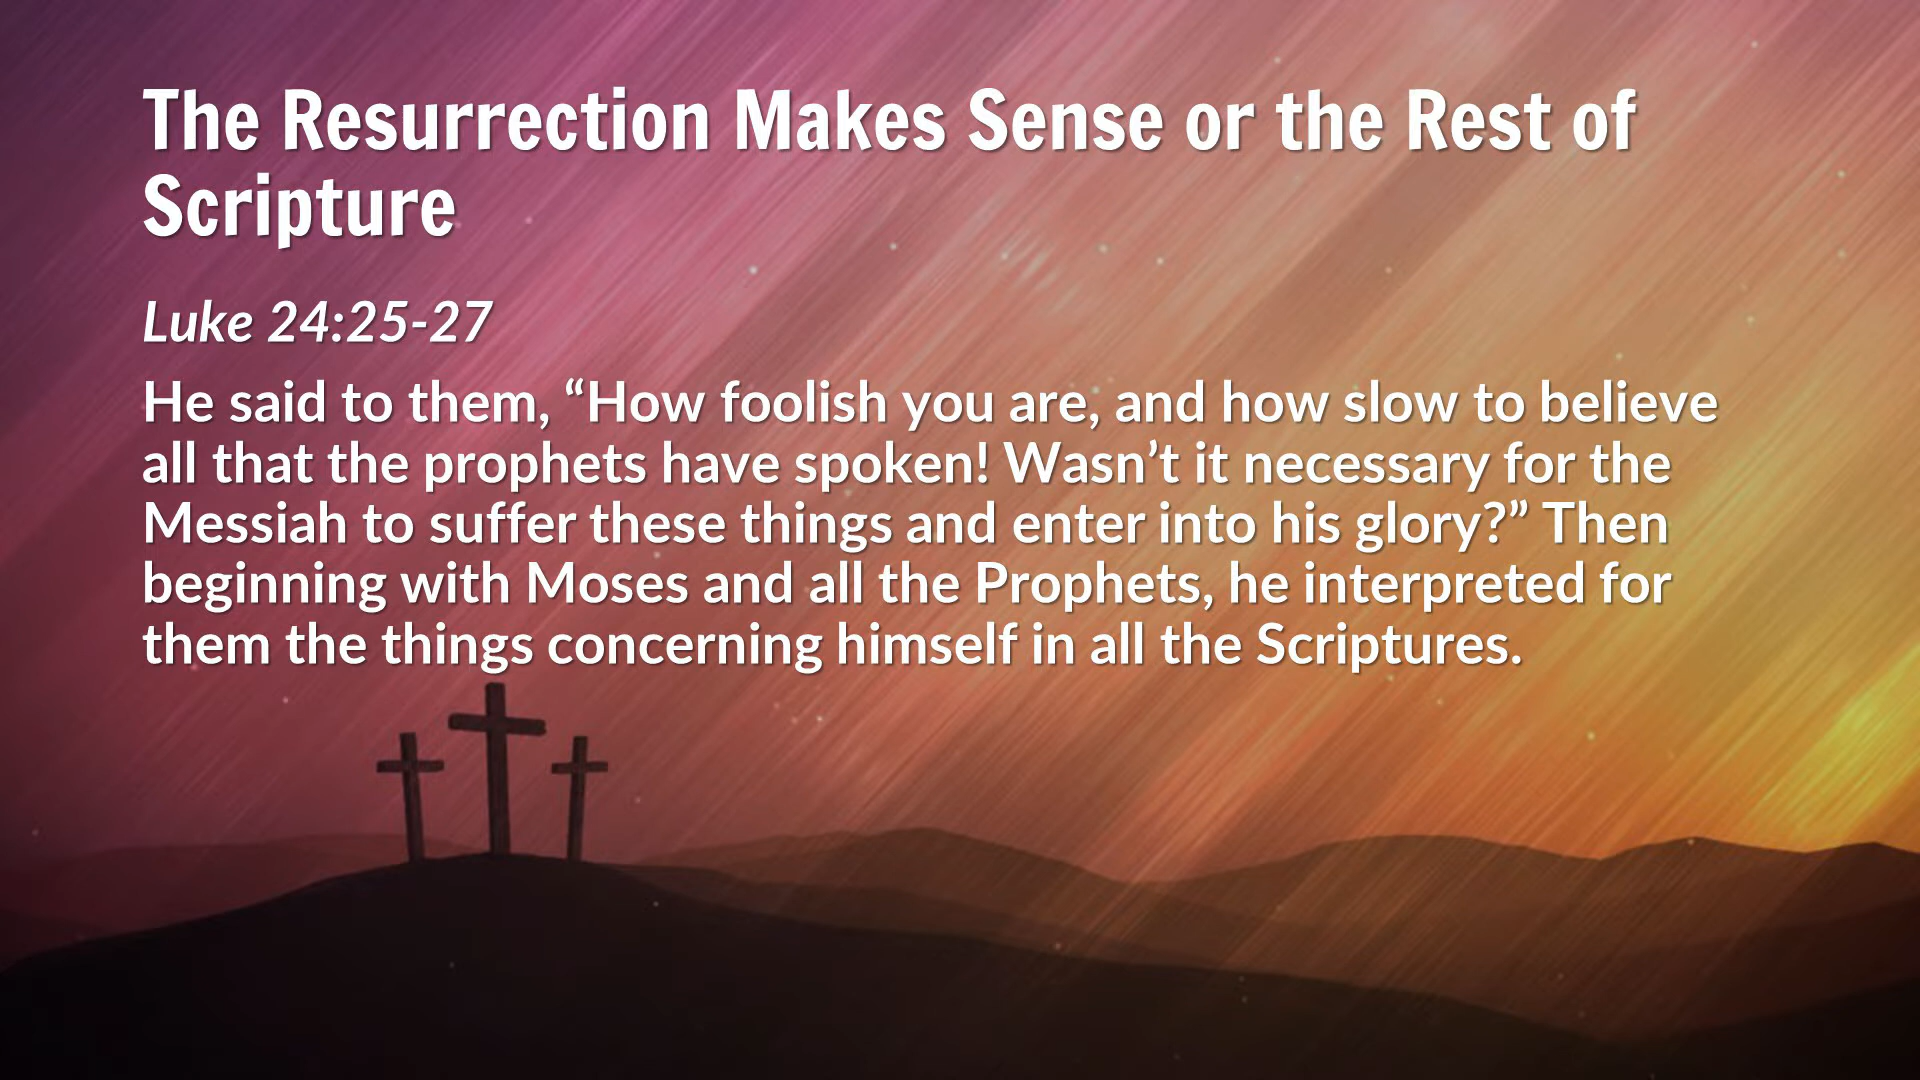 The Resurrection Makes Sense or the Rest of
Scripture
Luke 24:25-27
He said to them, “How foolish you are, and how slow to believe
all that the prophets have spoken! Wasn’t it necessary for the
Messiah to suffer these things and enter into his glory?” Then
beginning with Moses and all the Prophets, he interpreted for
them the things concerning himself in all the Scriptures.